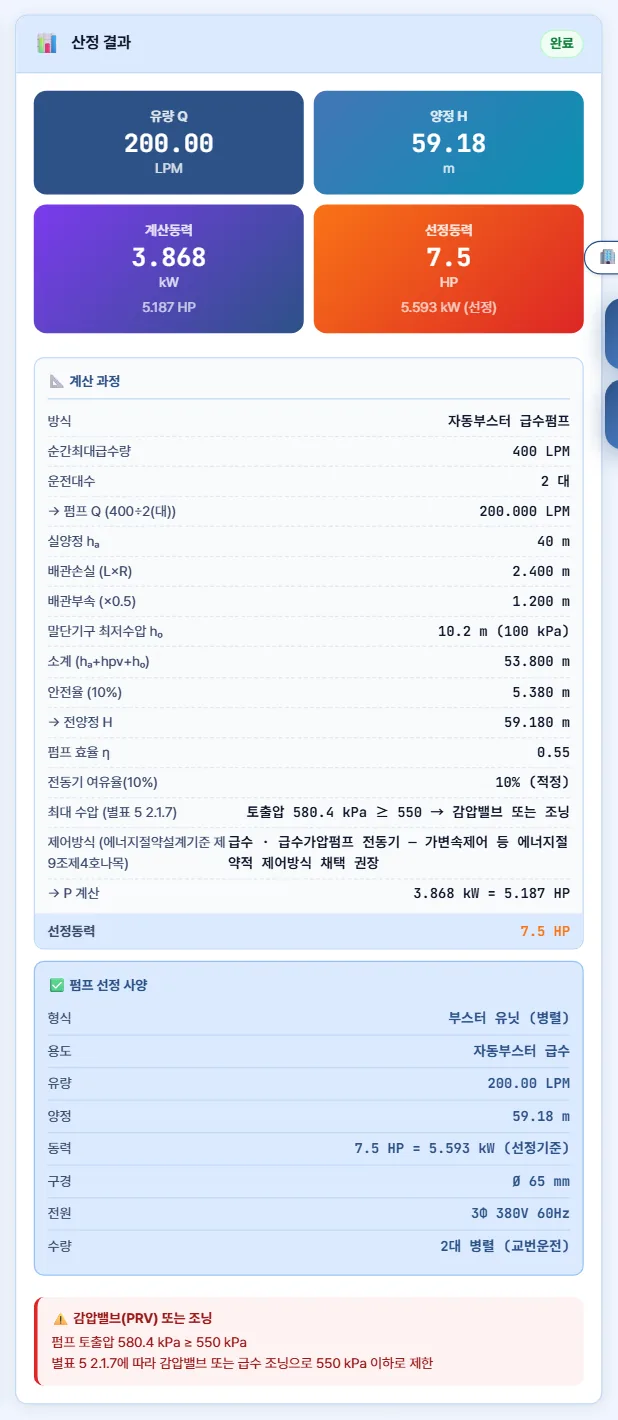 산정 결과
완료
유량 Q
200.00
LPM
양정 H
59.18
m
계산동력
3.868
kW
5.187 HP
선정동력
7.5
HP
5.593 kW (선정)
계산 과정
방식 자동부스터 급수펌프
순간최대급수량 400 LPM
운전대수 2 대
→ 펌프 Q (400÷2(대)) 200.000 LPM
실양정 hₐ 40 m
배관손실 (L×R) 2.400 m
배관부속 (×0.5) 1.200 m
말단기구 최저수압 hₒ 10.2 m (100 kPa)
소계 (hₐ+hpv+hₒ) 53.800 m
안전율 (10%) 5.380 m
→ 전양정 H 59.180 m
펌프 효율 η 0.55
전동기 여유율(10%) 10% (적정)
최대 수압 (별표 5 2.1.7) 토출압 580.4 kPa ≥ 550 → 감압밸브 또는 조닝
제어방식 (에너지절약설계기준 제 급수 · 급수가압펌프 전동기 — 가변속제어 등 에너지절
9조제4호나목) 약적 제어방식 채택 권장
→ P 계산 3.868 kW = 5.187 HP
선정동력 7.5 HP
펌프 선정 사양
형식 부스터 유닛 (병렬)
용도 자동부스터 급수
유량 200.00 LPM
양정 59.18 m
동력 7.5 HP = 5.593 kW (선정기준)
구경 Ø 65 mm
전원 3Φ 380V 60Hz
수량 2대 병렬 (교번운전)
감압밸브(PRV) 또는 조닝
펌프 토출압 580.4 kPa ≥ 550 kPa
별표 5 2.1.7에 따라 감압밸브 또는 급수 조닝으로 550 kPa 이하로 제한